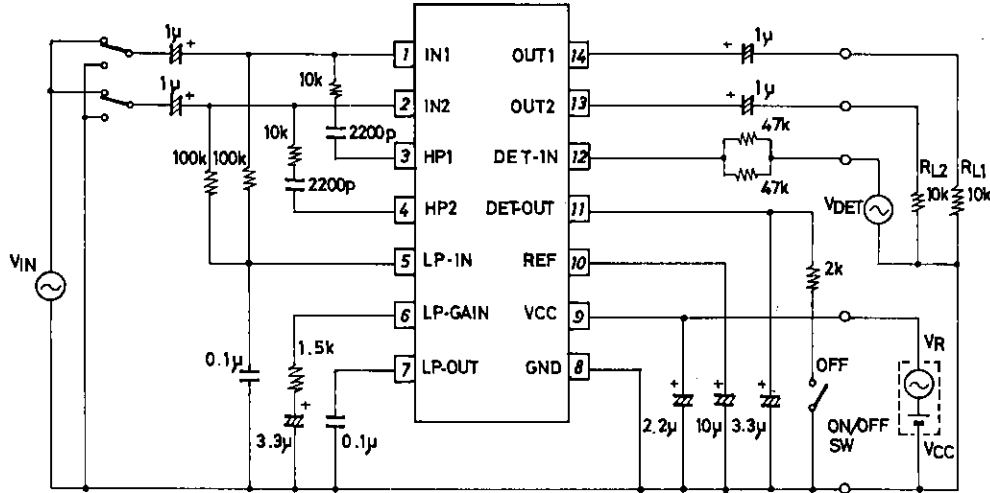 1μ
+
1μ
+
10k
2200p
10k
2200p
100k
100k
VIN
0.1μ
1.5k
+
3.3μ
0.1μ
1 IN1
2 IN2
3 HP1
4 HP2
5 LP-IN
6 LP-GAIN
7 LP-OUT
OUT1 14
OUT2 13
DET-IN 12
DET-OUT 11
REF 10
VCC 9
GND 8
1μ
+
1μ
+
47k
47k
VDET
RL2
10k
RL1
10k
2k
OFF
ON/OFF
SW
+
2.2μ
+
10μ
+
3.3μ
VR
VCC